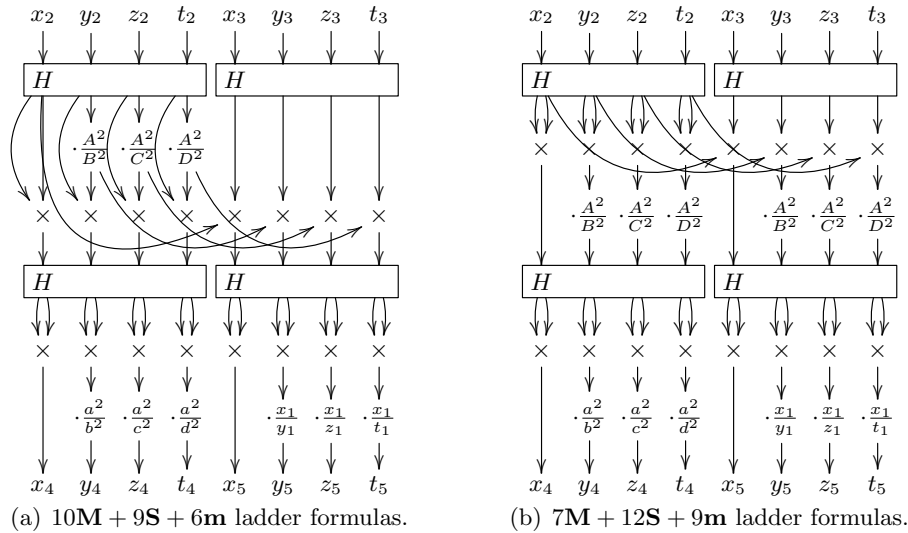 x₂ y₂ z₂ t₂ x₃ y₃ z₃ t₃ x₂ y₂ z₂ t₂ x₃ y₃ z₃ t₃
H H H
× × × × × × × ×
·A²/B² ·A²/C² ·A²/D²
× × × × × × × ×
·A²/B² ·A²/C² ·A²/D² ·A²/B² ·A²/C² ·A²/D²
H H H
× × × × × × × × × × × × × × × ×
·a²/b² ·a²/c² ·a²/d² ·x₁/y₁ ·x₁/z₁ ·x₁/t₁ ·a²/b² ·a²/c² ·a²/d² ·x₁/y₁ ·x₁/z₁ ·x₁/t₁
x₄ y₄ z₄ t₄ x₅ y₅ z₅ t₅ x₄ y₄ z₄ t₄ x₅ y₅ z₅ t₅
(a) 10M + 9S + 6m ladder formulas. (b) 7M + 12S + 9m ladder formulas.